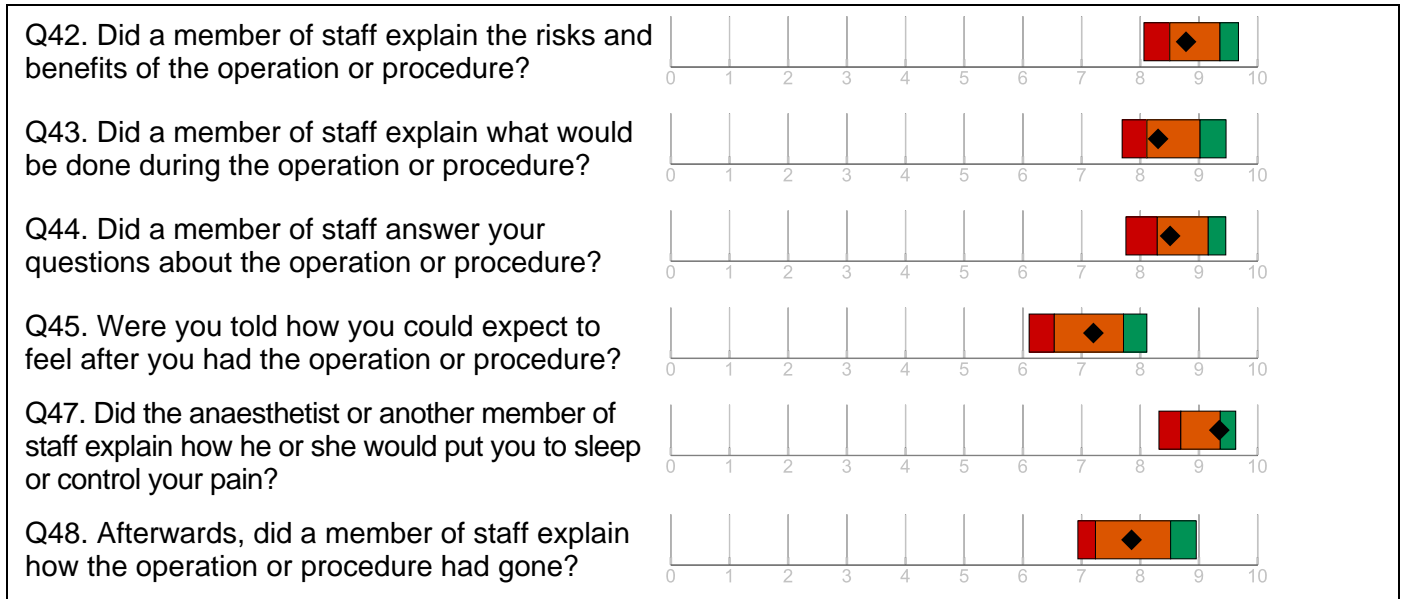 Q42. Did a member of staff explain the risks and
benefits of the operation or procedure?
0 1 2 3 4 5 6 7 8 9 10
Q43. Did a member of staff explain what would
be done during the operation or procedure?
0 1 2 3 4 5 6 7 8 9 10
Q44. Did a member of staff answer your
questions about the operation or procedure?
0 1 2 3 4 5 6 7 8 9 10
Q45. Were you told how you could expect to
feel after you had the operation or procedure?
0 1 2 3 4 5 6 7 8 9 10
Q47. Did the anaesthetist or another member of
staff explain how he or she would put you to sleep
or control your pain?
0 1 2 3 4 5 6 7 8 9 10
Q48. Afterwards, did a member of staff explain
how the operation or procedure had gone?
0 1 2 3 4 5 6 7 8 9 10